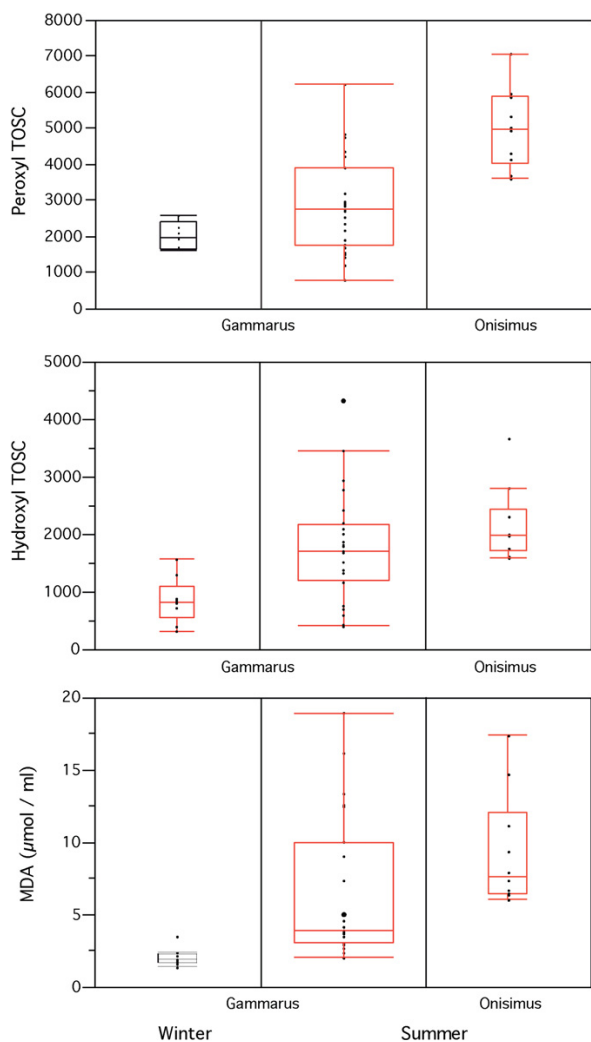 8000
7000
6000
5000
4000
3000
2000
1000
0
Peroxyl TOSC
Gammarus Onisimus
5000
4000
3000
2000
1000
0
Hydroxyl TOSC
Gammarus Onisimus
20
15
10
5
0
MDA (µmol / ml)
Gammarus Onisimus
Winter Summer